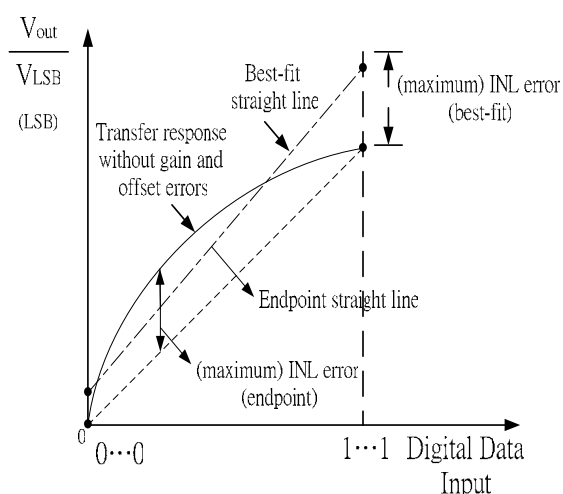 Vout
VLSB
(LSB)
Best-fit
straight line
(maximum) INL error
(best-fit)
Transfer response
without gain and
offset errors
Endpoint straight line
(maximum) INL error
(endpoint)
0
0⋯0
1⋯1
Digital Data
Input